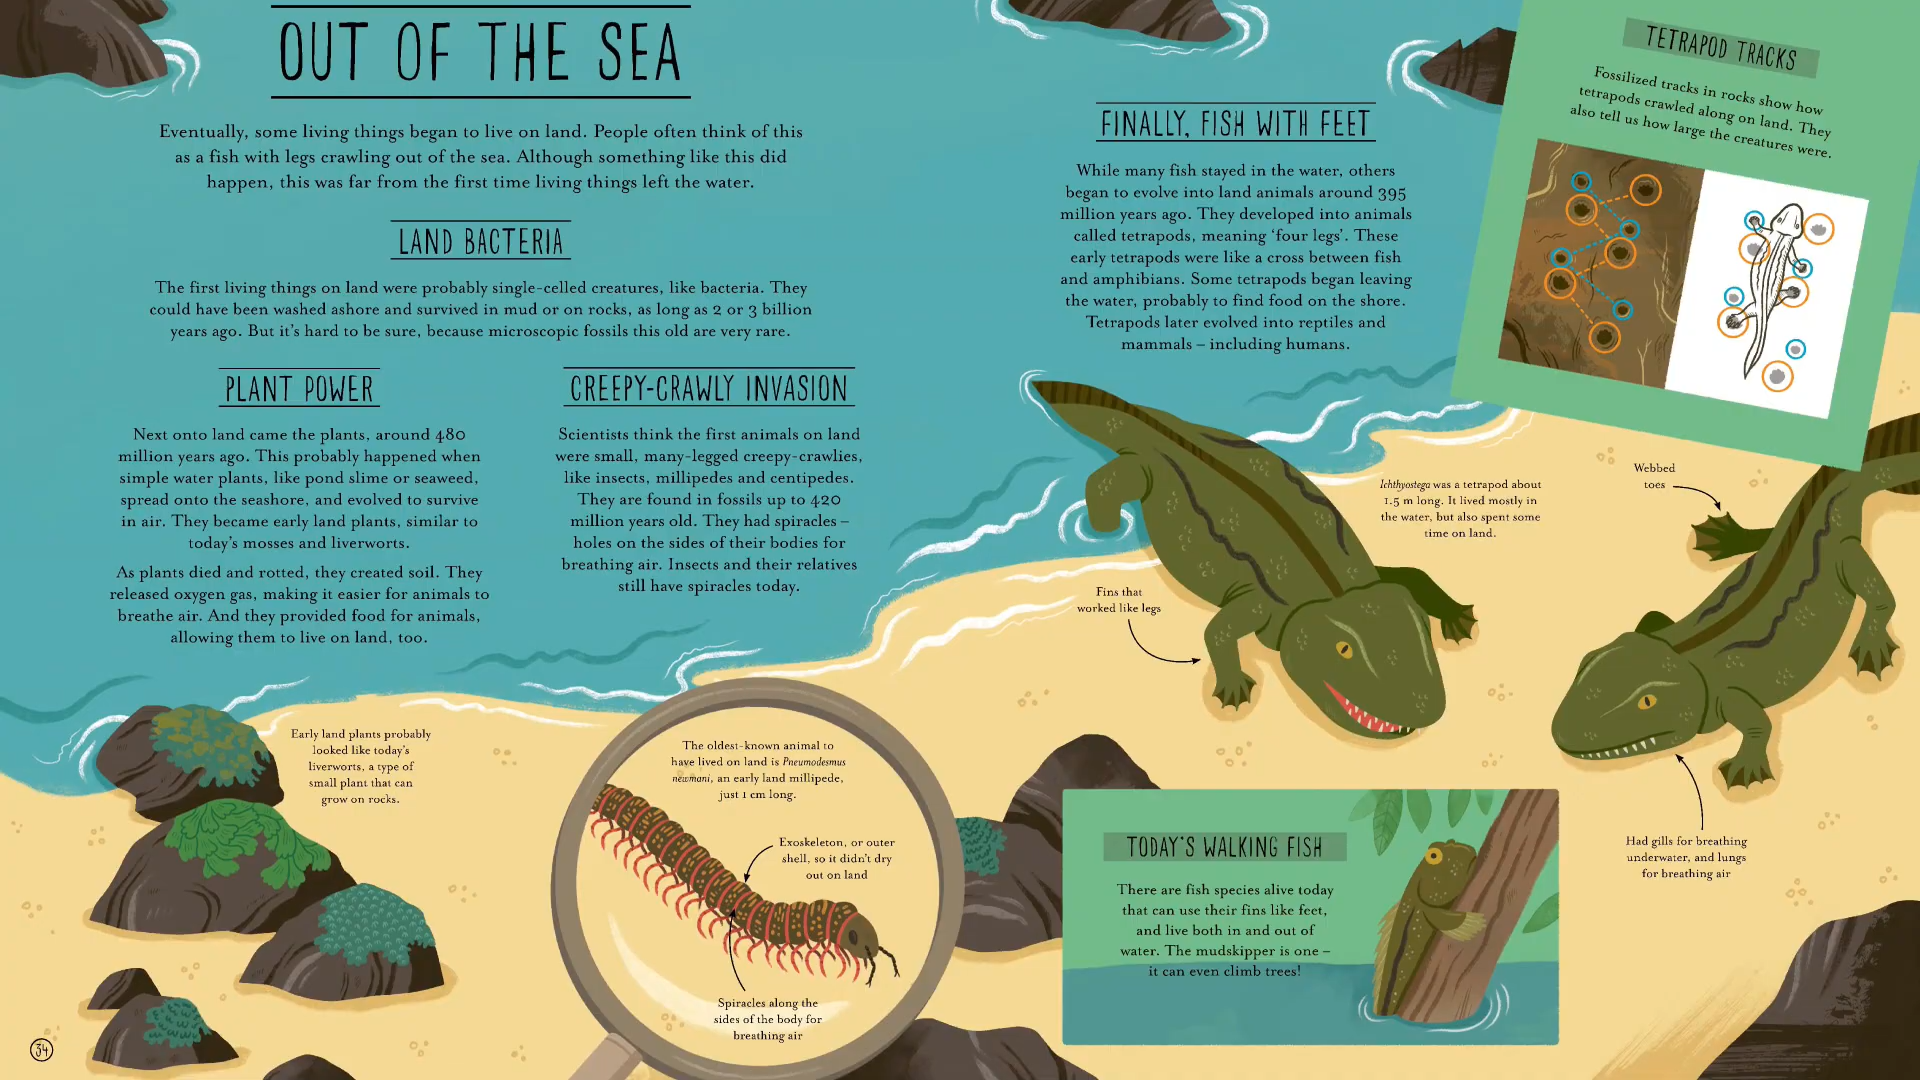 OUT OF THE SEA
Eventually, some living things began to live on land. People often think of this
as a fish with legs crawling out of the sea. Although something like this did
happen, this was far from the first time living things left the water.
LAND BACTERIA
The first living things on land were probably single-celled creatures, like bacteria. They
could have been washed ashore and survived in mud or on rocks, as long as 2 or 3 billion
years ago. But it's hard to be sure, because microscopic fossils this old are very rare.
PLANT POWER
Next onto land came the plants, around 480
million years ago. This probably happened when
simple water plants, like pond slime or seaweed,
spread onto the seashore, and evolved to survive
in air. They became early land plants, similar to
today's mosses and liverworts.
As plants died and rotted, they created soil. They
released oxygen gas, making it easier for animals to
breathe air. And they provided food for animals,
allowing them to live on land, too.
CREEPY-CRAWLY INVASION
Scientists think the first animals on land
were small, many-legged creepy-crawlies,
like insects, millipedes and centipedes.
They are found in fossils up to 420
million years old. They had spiracles –
holes on the sides of their bodies for
breathing air. Insects and their relatives
still have spiracles today.
Early land plants probably
looked like today's
liverworts, a type of
small plant that can
grow on rocks.
The oldest-known animal to
have lived on land is Pneumodesmus
newmani, an early land millipede,
just 1 cm long.
Exoskeleton, or outer
shell, so it didn't dry
out on land
Spiracles along the
sides of the body for
breathing air
34
FINALLY, FISH WITH FEET
While many fish stayed in the water, others
began to evolve into land animals around 395
million years ago. They developed into animals
called tetrapods, meaning 'four legs'. These
early tetrapods were like a cross between fish
and amphibians. Some tetrapods began leaving
the water, probably to find food on the shore.
Tetrapods later evolved into reptiles and
mammals – including humans.
TETRAPOD TRACKS
Fossilized tracks in rocks show how
tetrapods crawled along on land. They
also tell us how large the creatures were.
Ichthyostega was a tetrapod about
1.5 m long. It lived mostly in
the water, but also spent some
time on land.
Webbed
toes
Fins that
worked like legs
Had gills for breathing
underwater, and lungs
for breathing air
TODAY'S WALKING FISH
There are fish species alive today
that can use their fins like feet,
and live both in and out of
water. The mudskipper is one –
it can even climb trees!